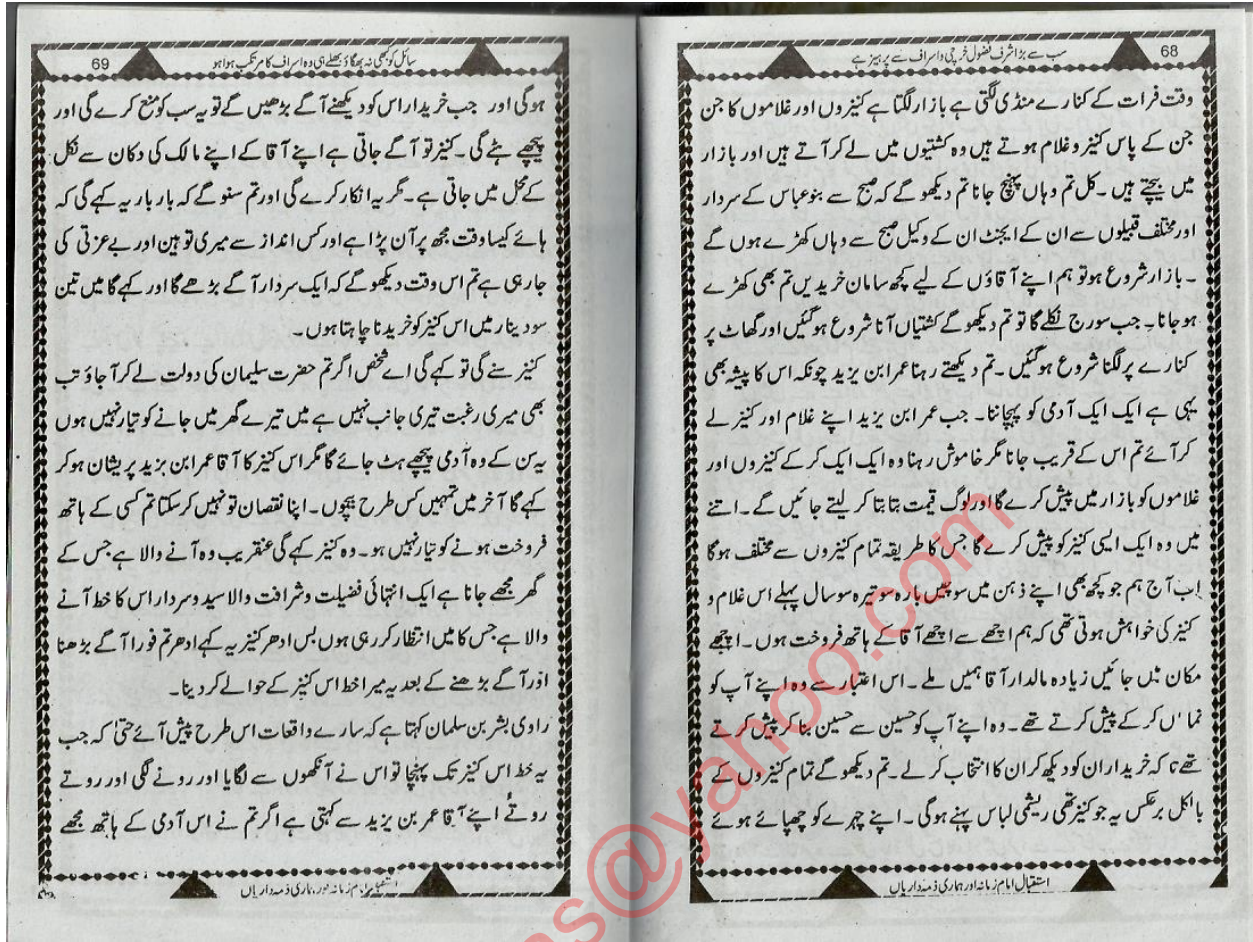 68
سب سے بڑا شرف فضول خرچی و اسراف سے پرہیز ہے
وقت فرات کے کنارے منڈی لگتی ہے بازار لگتا ہے کنیزوں اور غلاموں کا جن
جن کے پاس کنیز و غلام ہوتے ہیں وہ کشتیوں میں لے کر آتے ہیں اور بازار
میں بیچتے ہیں۔ کل تم وہاں پہنچ جانا تم دیکھو گے کہ صبح سے بنو عباس کے سردار
اور مختلف قبیلوں سے ان کے ایجنٹ ان کے وکیل صبح سے وہاں کھڑے ہوں گے
۔ بازار شروع ہو تو ہم اپنے آقاؤں کے لیے کچھ سامان خریدیں تم بھی کھڑے
ہو جانا۔ جب سورج نکلے گا تو تم دیکھو گے کشتیاں آنا شروع ہو گئیں اور گھاٹ پر
کنارے پر لگنا شروع ہو گئیں۔ تم دیکھتے رہنا عمر ابن یزید چونکہ اس کا پیشہ بھی
یہی ہے ایک ایک آدمی کو پہچاننا۔ جب عمر ابن یزید اپنے غلام اور کنیز لے
کر آئے تم اس کے قریب جانا مگر خاموش رہنا وہ ایک ایک کر کے کنیزوں اور
غلاموں کو بازار میں پیش کرے گا اور لوگ قیمت بتا بتا کر لیتے جائیں گے۔ اتنے
میں وہ ایک ایسی کنیز کو پیش کرے گا جس کا طریقہ تمام کنیزوں سے مختلف ہوگا
اب آج ہم جو کچھ بھی اپنے ذہن میں سوچیں بارہ سو تیرہ سو سال پہلے اس غلام و
کنیز کی خواہش ہوتی تھی کہ ہم اچھے سے اچھے آقا کے ہاتھ فروخت ہوں۔ اچھے
مکان میں جائیں زیادہ مالدار آقا ہمیں ملے۔ اس اعتبار سے وہ اپنے آپ کو
کر کے پیش کرتے تھے۔ وہ اپنے آپ کو حسین سے حسین بنا کر پیش کرتے
تھے تا کہ خریدار ان کو دیکھ کر ان کا انتخاب کر لے۔ تم دیکھو گے تمام کنیزوں کے
بالکل برعکس یہ جو کنیز تھی ریشمی لباس پہنے ہوگی۔ اپنے چہرے کو چھپائے ہوئے
استقبال امام زمانہ اور ہماری ذمہ داریاں
69
سائل کو کبھی نہ بھگاؤ بھلے ہی وہ اسراف کا مرتکب ہوا ہو
ہوگی اور جب خریدار اس کو دیکھنے آگے بڑھیں گے تو یہ سب کو منع کرے گی اور
پیچھے ہٹے گی۔ کنیز تو آگے جاتی ہے اپنے آقا کے اپنے مالک کی دکان سے نکل
کے محل میں جاتی ہے۔ مگر یہ انکار کرے گی اور تم سنو گے کہ بار بار یہ کہے گی کہ
ہائے کیسا وقت مجھ پر آن پڑا ہے اور کس انداز سے میری توہین اور بے عزتی کی
جا رہی ہے تم اس وقت دیکھو گے کہ ایک سردار آگے بڑھے گا اور کہے گا میں تین
سو دینار میں اس کنیز کو خریدنا چاہتا ہوں۔
کنیز سنے گی تو کہے گی اے شخص اگر تم حضرت سلیمان کی دولت لے کر آ جاؤ تب
بھی میری رغبت تیری جانب نہیں ہے میں تیرے گھر میں جانے کو تیار نہیں ہوں
یہ سن کے وہ آدمی پیچھے ہٹ جائے گا مگر اس کنیز کا آقا عمر ابن یزید پریشان ہو کر
کہے گا آخر میں تمہیں کس طرح بیچوں۔ اپنا نقصان تو نہیں کر سکتا تم کسی کے ہاتھ
فروخت ہونے کو تیار نہیں ہو۔ وہ کنیز کہے گی عنقریب وہ آنے والا ہے جس کے
گھر مجھے جانا ہے ایک انتہائی فضیلت و شرافت والا سید و سردار اس کا خط آنے
والا ہے جس کا میں انتظار کر رہی ہوں بس ادھر کنیز یہ کہے ادھر تم فورا آگے بڑھنا
اور آگے بڑھنے کے بعد یہ میرا خط اس کنیز کے حوالے کر دینا۔
راوی بشر بن سلمان کہتا ہے کہ سارے واقعات اس طرح پیش آئے حتیٰ کہ جب
یہ خط اس کنیز تک پہنچا تو اس نے آنکھوں سے لگایا اور رونے لگی اور روتے
روتے اپنے آقا عمر بن یزید سے کہتی ہے اگر تم نے اس آدمی کے ہاتھ مجھے
استقبال امام زمانہ اور ہماری ذمہ داریاں
s@yahoo.com